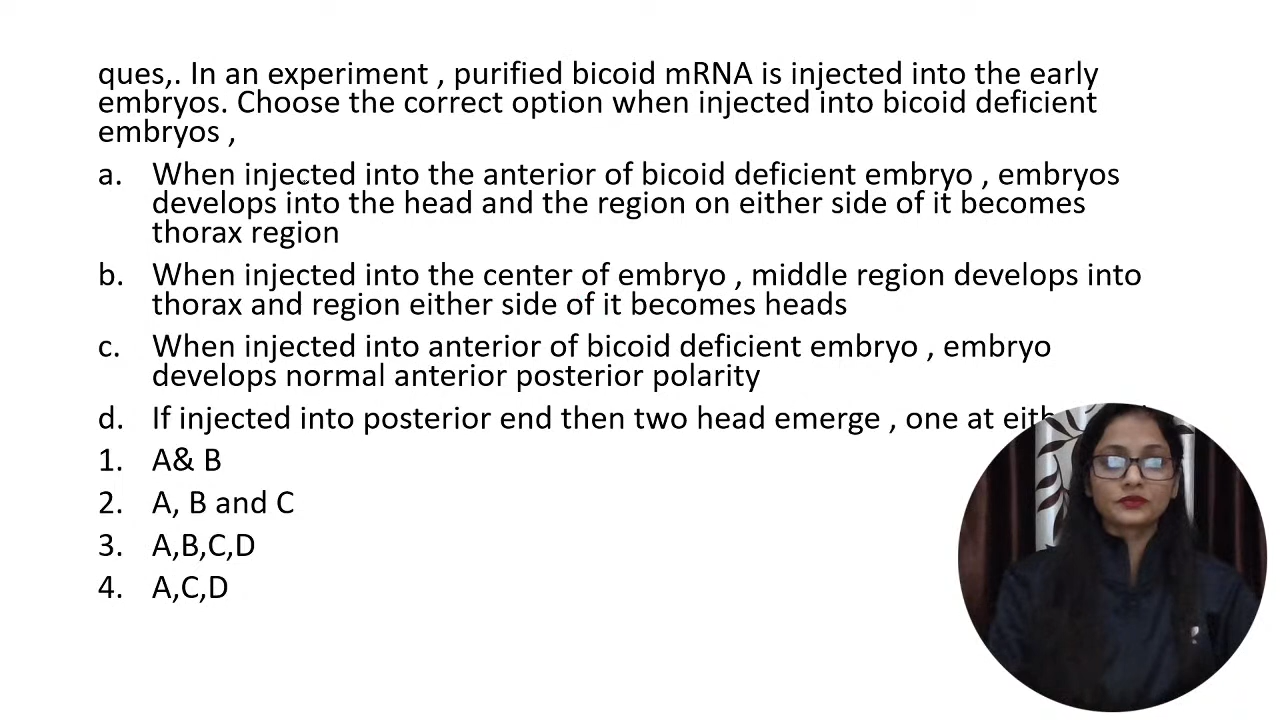 ques,. In an experiment , purified bicoid mRNA is injected into the early
embryos. Choose the correct option when injected into bicoid deficient
embryos ,
a. When injected into the anterior of bicoid deficient embryo , embryos
develops into the head and the region on either side of it becomes
thorax region
b. When injected into the center of embryo , middle region develops into
thorax and region either side of it becomes heads
c. When injected into anterior of bicoid deficient embryo , embryo
develops normal anterior posterior polarity
d. If injected into posterior end then two head emerge , one at
1. A& B
2. A, B and C
3. A,B,C,D
4. A,C,D